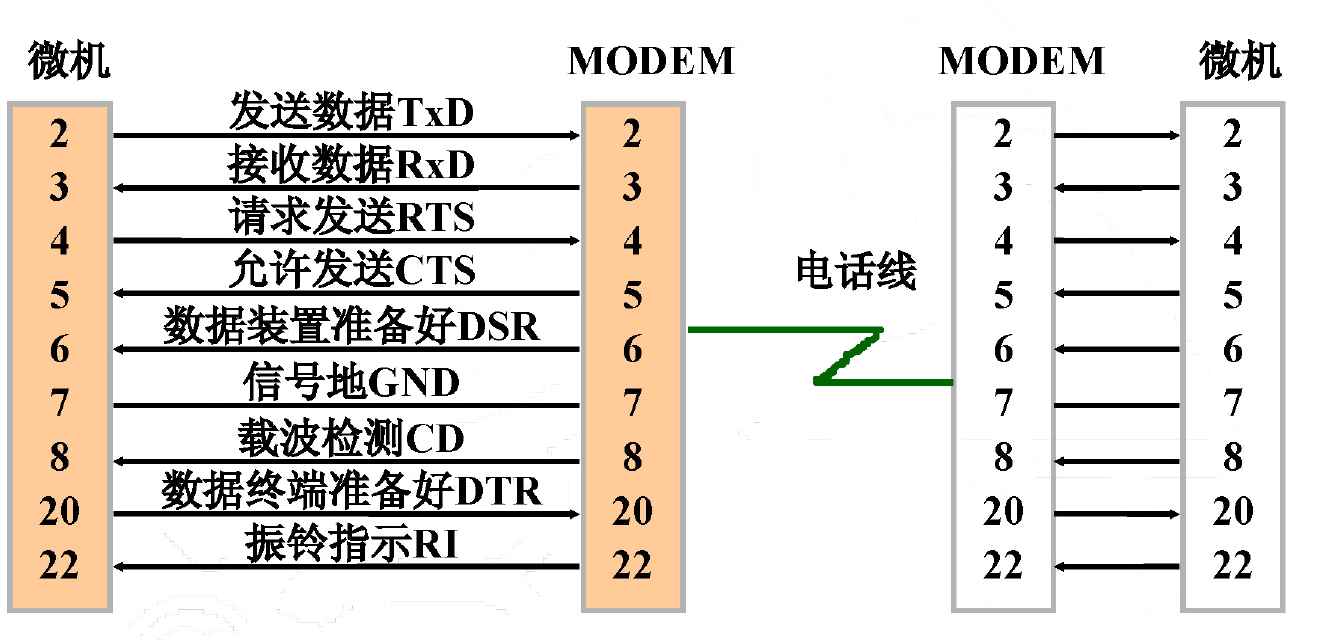 微机 MODEM MODEM 微机
2 发送数据TxD 2 2 2
3 接收数据RxD 3 3 3
4 请求发送RTS 4 4 4
5 允许发送CTS 5 5 5
电话线
6 数据装置准备好DSR 6 6 6
7 信号地GND 7 7 7
8 载波检测CD 8 8 8
20 数据终端准备好DTR 20 20 20
22 振铃指示RI 22 22 22